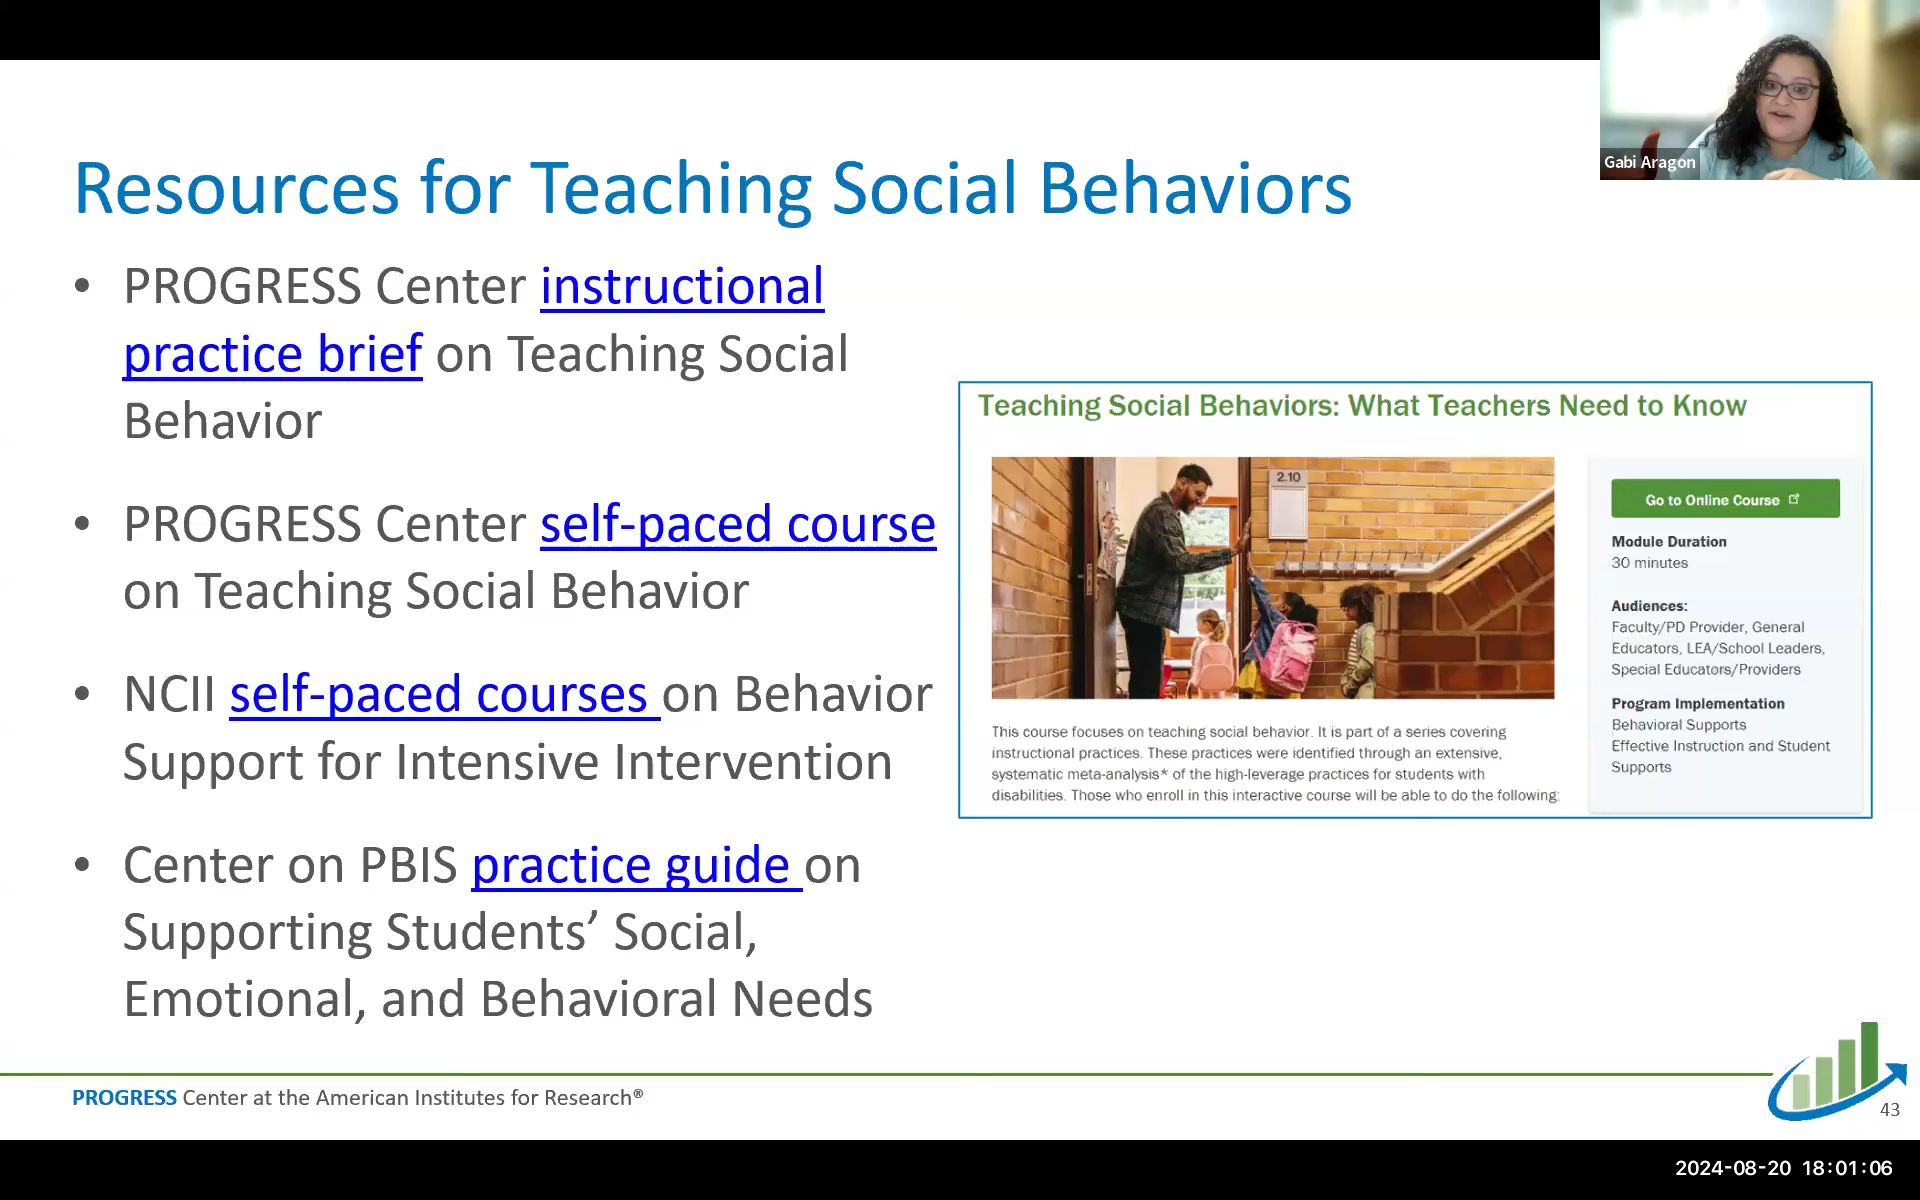 Gabi Aragon
Resources for Teaching Social Behaviors
• PROGRESS Center instructional
practice brief on Teaching Social
Behavior
• PROGRESS Center self-paced course
on Teaching Social Behavior
• NCII self-paced courses on Behavior
Support for Intensive Intervention
• Center on PBIS practice guide on
Supporting Students’ Social,
Emotional, and Behavioral Needs
Teaching Social Behaviors: What Teachers Need to Know
2.10
This course focuses on teaching social behavior. It is part of a series covering
instructional practices. These practices were identified through an extensive,
systematic meta-analysis* of the high-leverage practices for students with
disabilities. Those who enroll in this interactive course will be able to do the following:
Go to Online Course
Module Duration
30 minutes
Audiences:
Faculty/PD Provider, General
Educators, LEA/School Leaders,
Special Educators/Providers
Program Implementation
Behavioral Supports
Effective Instruction and Student
Supports
PROGRESS Center at the American Institutes for Research®
43
2024-08-20 18:01:06